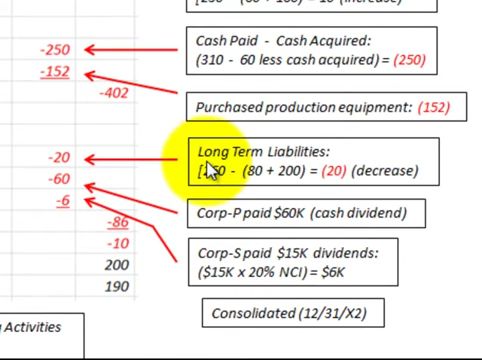 = 10 (increase)
-250
Cash Paid - Cash Acquired:
(310 - 60 less cash acquired) = (250)
-152
-402
Purchased production equipment: (152)
Long Term Liabilities:
-20
- (80 + 200) = (20) (decrease)
-60
-6
Corp-P paid $60K (cash dividend)
-86
-10
Corp-S paid $15K dividends:
200
($15K x 20% NCI) = $6K
190
Consolidated (12/31/X2)
Activities